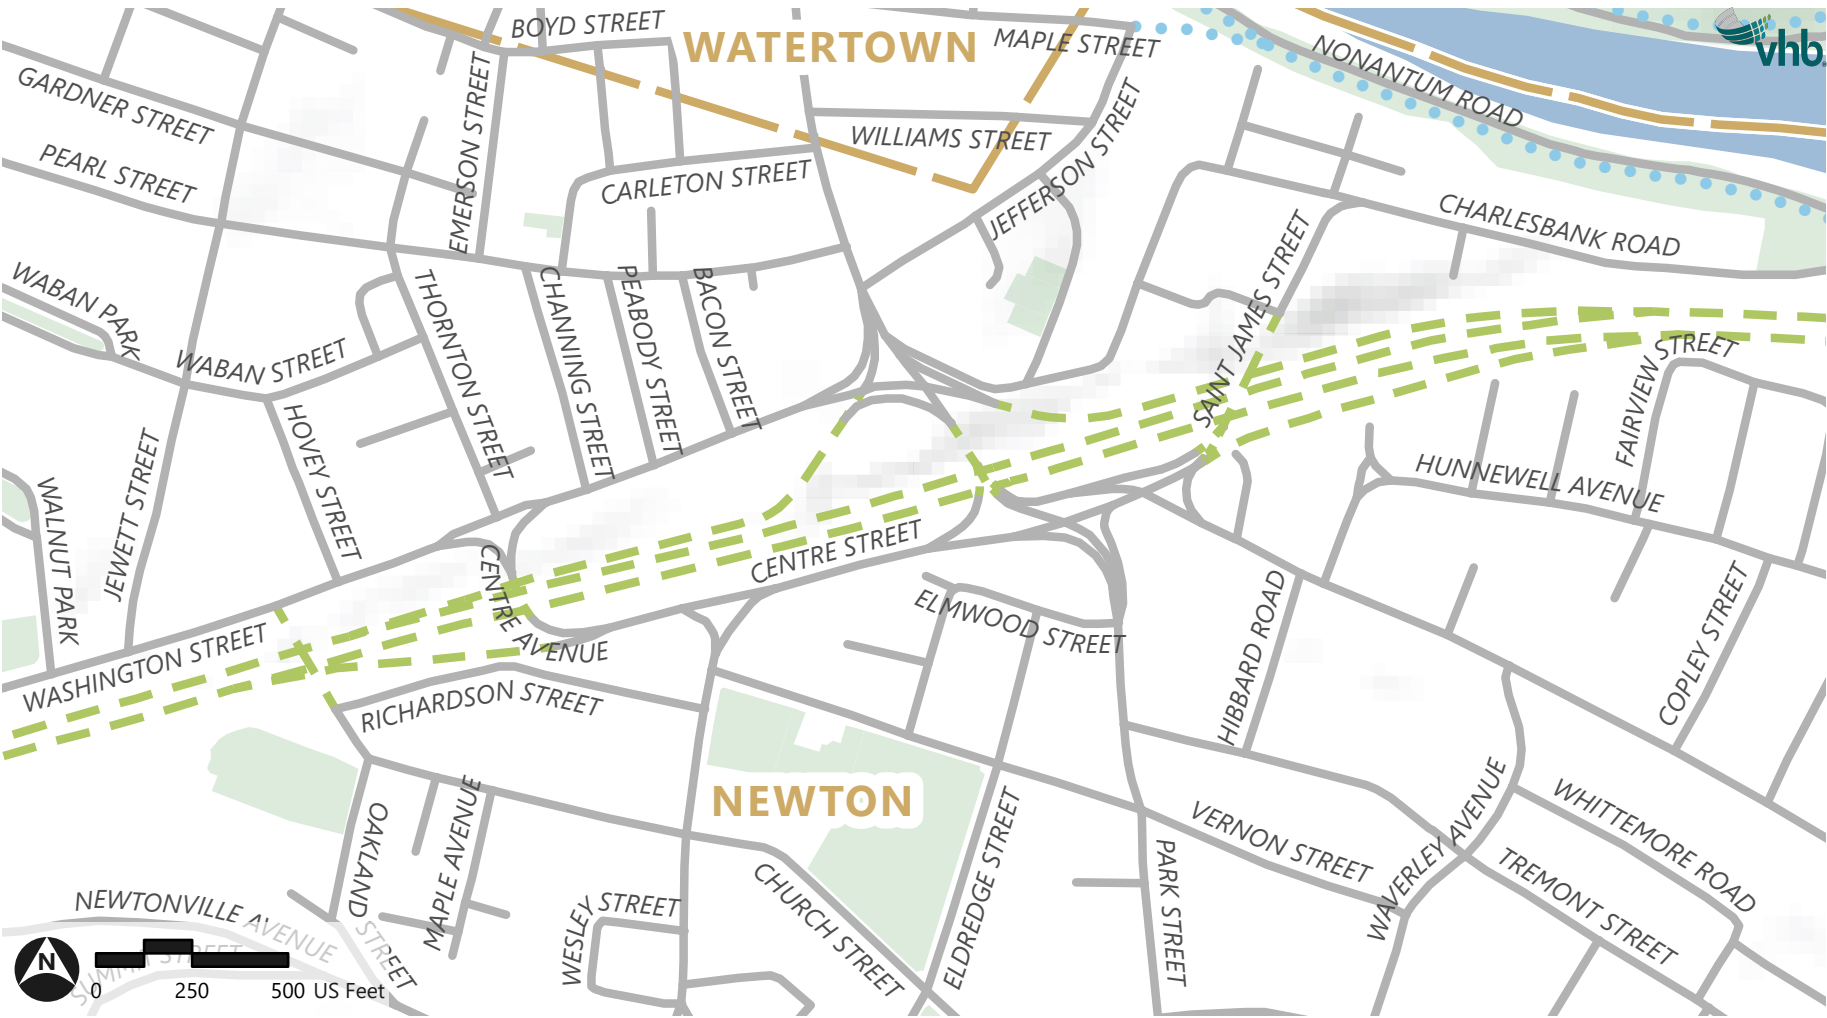 BOYD STREET
WATERTOWN
MAPLE STREET
vhb
NONANTUM ROAD
GARDNER STREET
EMERSON STREET
WILLIAMS STREET
JEFFERSON STREET
PEARL STREET
CARLETON STREET
CHARLESBANK ROAD
WABAN PARK
THORNTON STREET
CHANNING STREET
PEABODY STREET
BACON STREET
SAINT JAMES STREET
WABAN STREET
FAIRVIEW STREET
HOVEY STREET
JEWETT STREET
WALNUT PARK
HUNNEWELL AVENUE
CENTRE STREET
CENTRE AVENUE
ELMWOOD STREET
HIBBARD ROAD
COPLEY STREET
WASHINGTON STREET
RICHARDSON STREET
NEWTON
OAKLAND STREET
MAPLE AVENUE
ELDREDGE STREET
VERNON STREET
WAVERLEY AVENUE
WHITTEMORE ROAD
TREMONT STREET
PARK STREET
CHURCH STREET
WESLEY STREET
NEWTONVILLE AVENUE
SUMMIT STREET
N
0 250 500 US Feet